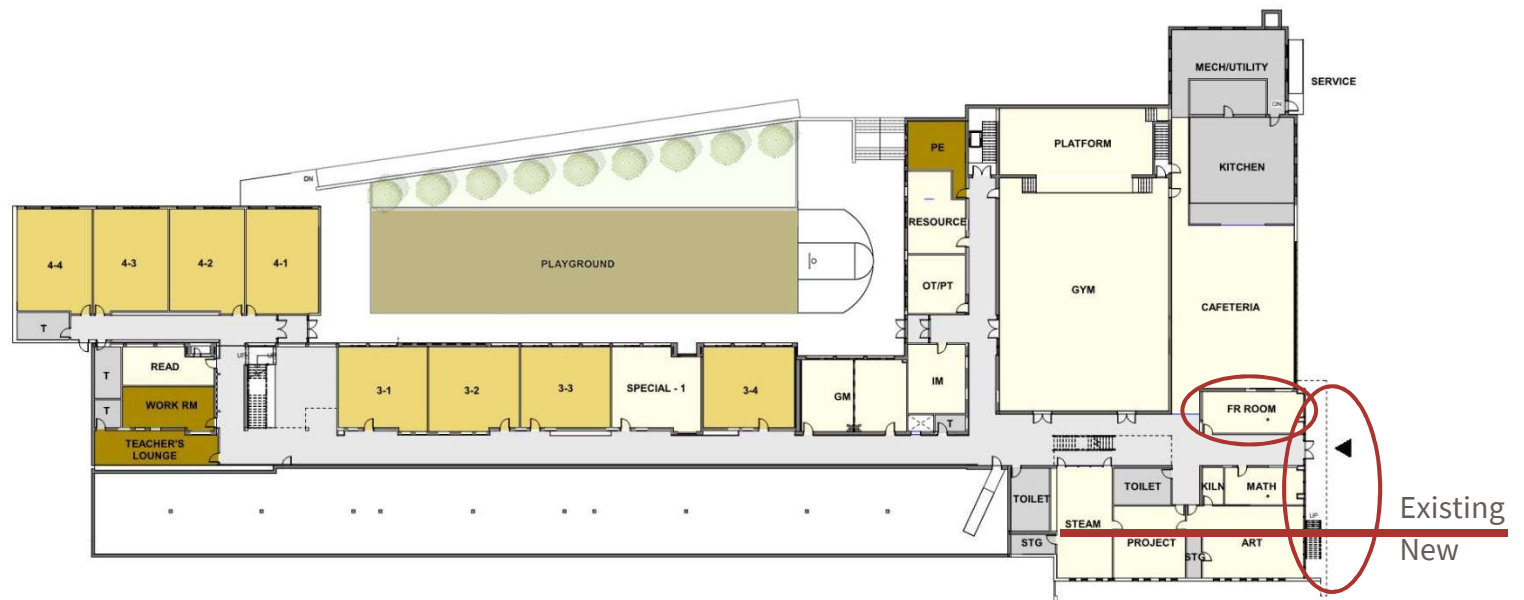 MECH/UTILITY
SERVICE
DN
PLATFORM
PE
KITCHEN
DN
RESOURCE
4-4
4-3
4-2
4-1
PLAYGROUND
OT/PT
GYM
CAFETERIA
T
READ
UP
UP
T
WORK RM
T
TEACHER'S
LOUNGE
3-1
3-2
3-3
SPECIAL - 1
3-4
GM
IM
T
FR ROOM
TOILET
TOILET
KILN
MATH
STEAM
UP
Existing
STG
PROJECT
STG
ART
New